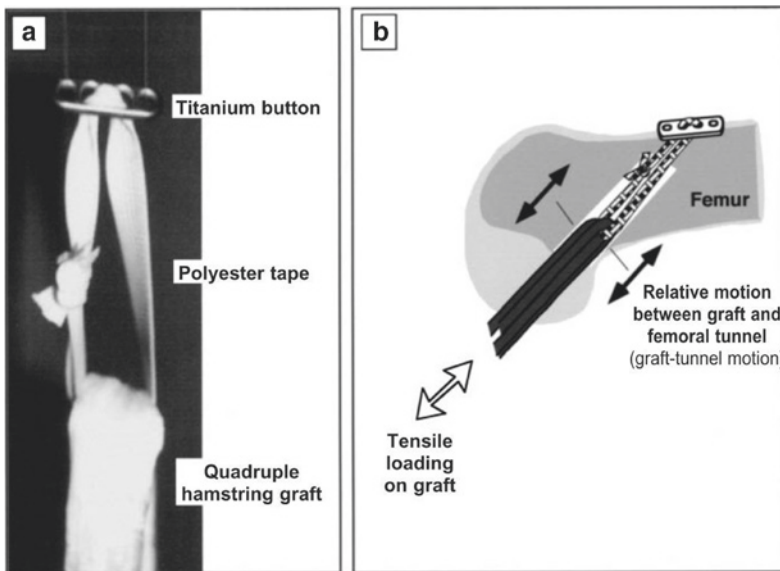 a
Titanium button
Polyester tape
Quadruple
hamstring graft
b
Femur
Relative motion
between graft and
femoral tunnel
(graft-tunnel motion)
Tensile
loading
on graft